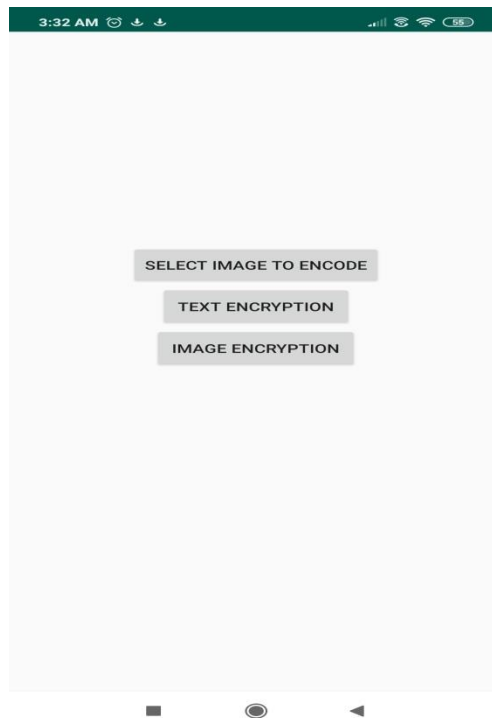 3:32 AM 55
SELECT IMAGE TO ENCODE
TEXT ENCRYPTION
IMAGE ENCRYPTION